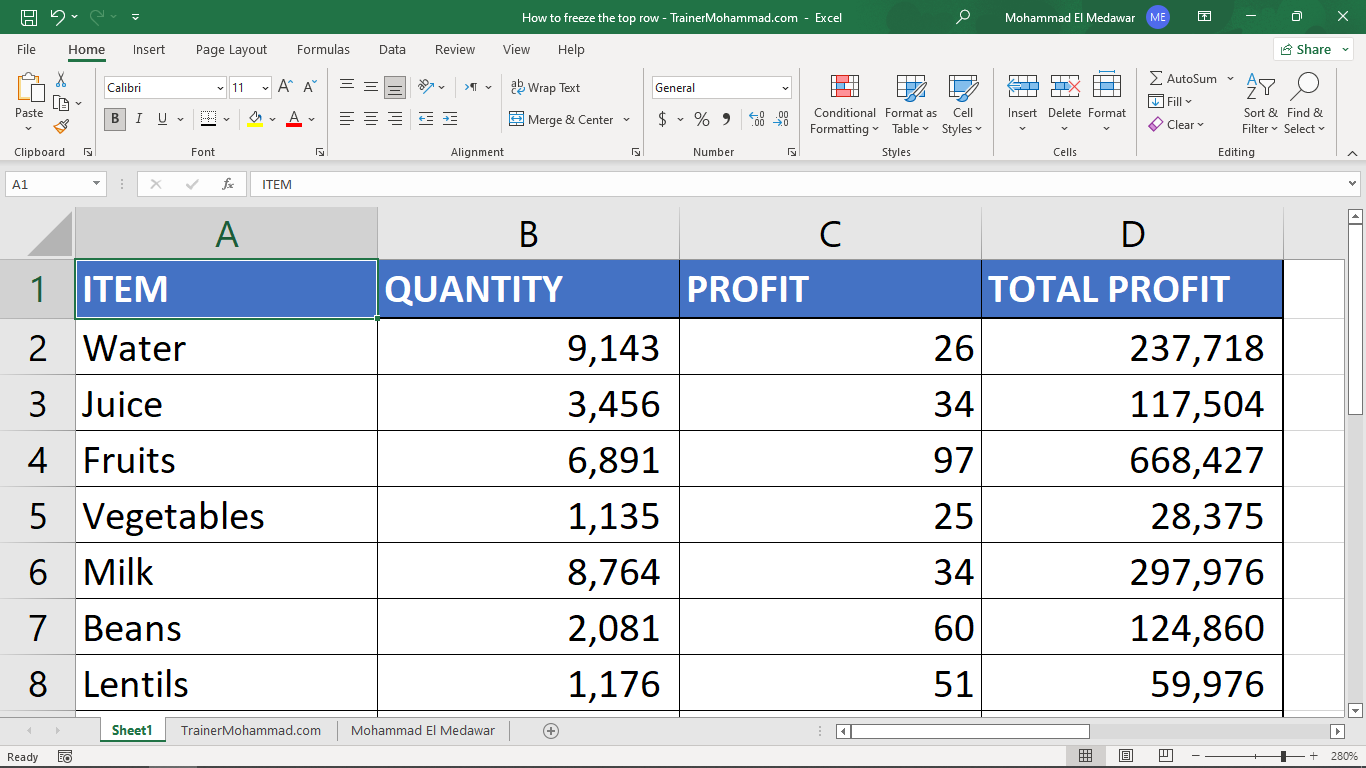 How to freeze the top row - TrainerMohammad.com - Excel
Mohammad El Medawar ME
File Home Insert Page Layout Formulas Data Review View Help Share
Paste
Calibri 11
B I U
A
ab Wrap Text
Merge & Center
General
$ %
Conditional Formatting
Format as Table
Cell Styles
Insert Delete Format
AutoSum
Fill
Clear
Sort & Filter
Find & Select
Clipboard Font Alignment Number Styles Cells Editing
A1 fx ITEM
A B C D
1 ITEM QUANTITY PROFIT TOTAL PROFIT
2 Water 9,143 26 237,718
3 Juice 3,456 34 117,504
4 Fruits 6,891 97 668,427
5 Vegetables 1,135 25 28,375
6 Milk 8,764 34 297,976
7 Beans 2,081 60 124,860
8 Lentils 1,176 51 59,976
Sheet1 TrainerMohammad.com Mohammad El Medawar
Ready 280%